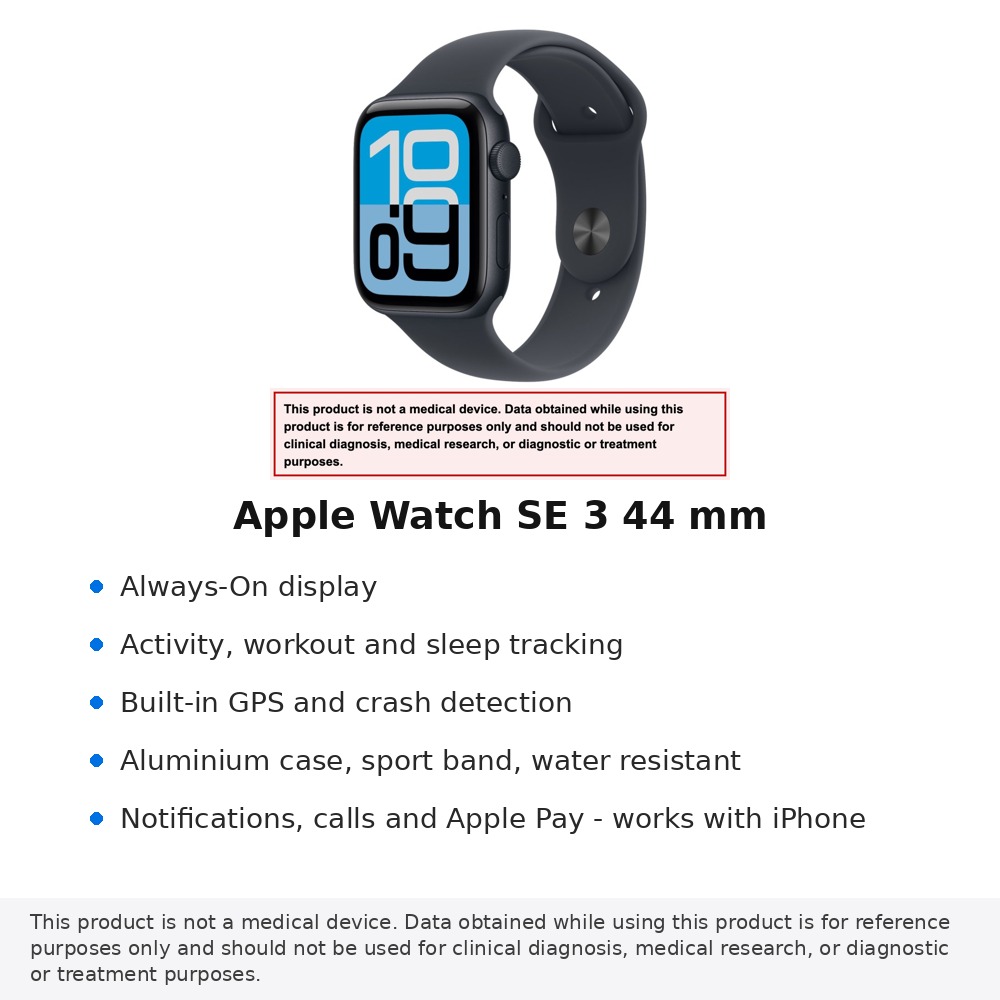 10
09
This product is not a medical device. Data obtained while using this
product is for reference purposes only and should not be used for
clinical diagnosis, medical research, or diagnostic or treatment
purposes.
Apple Watch SE 3 44 mm
Always-On display
Activity, workout and sleep tracking
Built-in GPS and crash detection
Aluminium case, sport band, water resistant
Notifications, calls and Apple Pay - works with iPhone
This product is not a medical device. Data obtained while using this product is for reference
purposes only and should not be used for clinical diagnosis, medical research, or diagnostic
or treatment purposes.